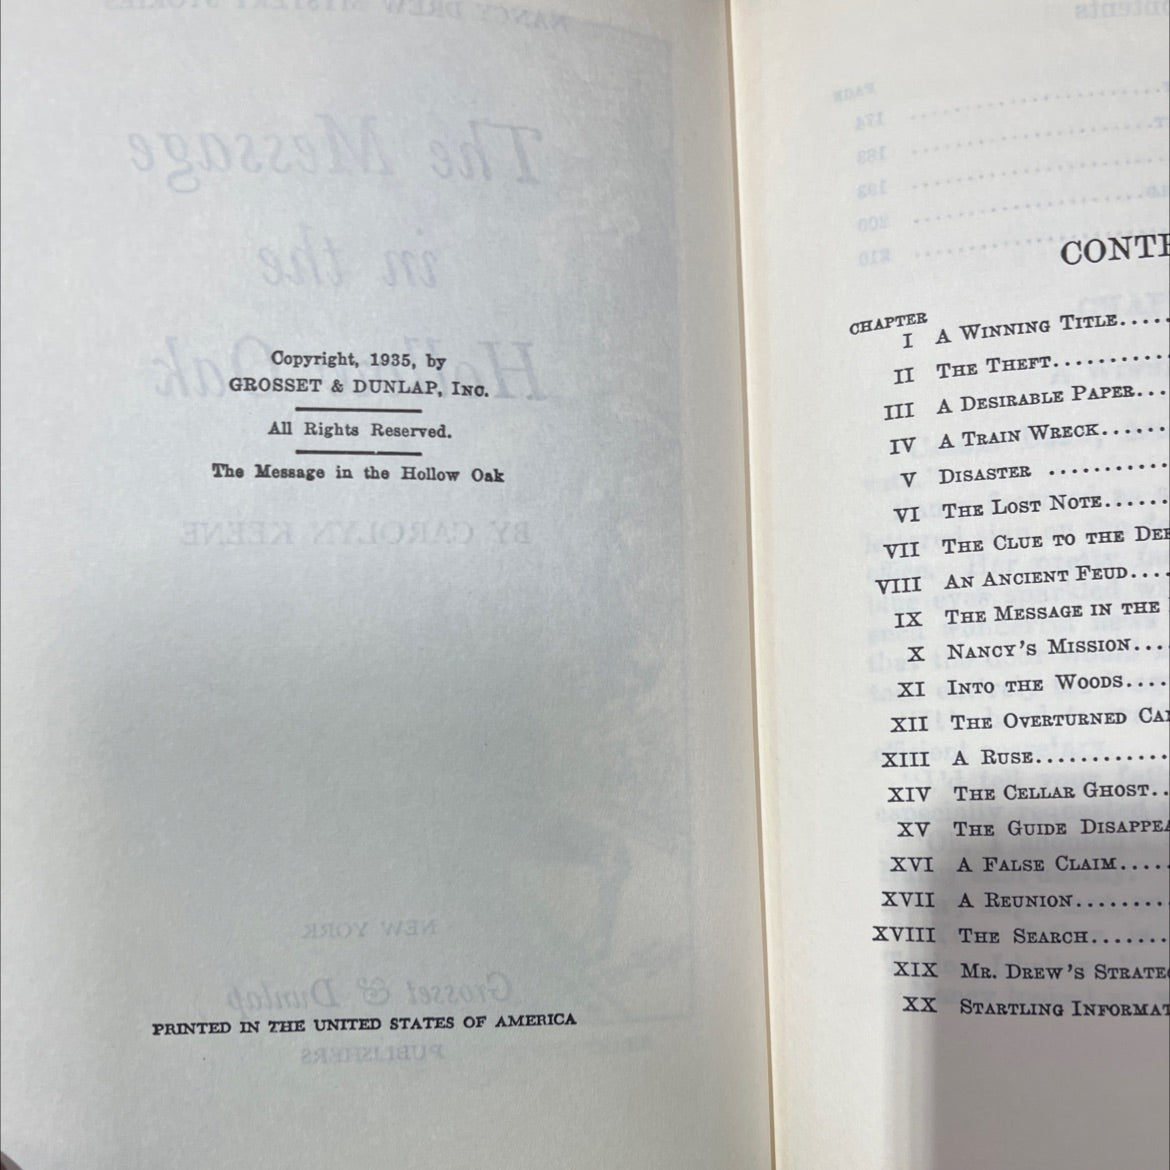 Copyright, 1935, by
GROSSET & DUNLAP, INC.
All Rights Reserved.
The Message in the Hollow Oak
PRINTED IN THE UNITED STATES OF AMERICA
CHAPTER
I A WINNING TITLE.....
II THE THEFT...........
III A DESIRABLE PAPER...
IV A TRAIN WRECK......
V DISASTER ...........
VI THE LOST NOTE......
VII THE CLUE TO THE
VIII AN ANCIENT FEUD....
IX THE MESSAGE IN THE
X NANCY'S MISSION...
XI INTO THE WOODS....
XII THE OVERTURNED
XIII A RUSE............
XIV THE CELLAR GHOST..
XV THE GUIDE
XVI A FALSE CLAIM.....
XVII A REUNION.........
XVIII THE SEARCH.......
XIX MR. DREW'S
XX STARTLING